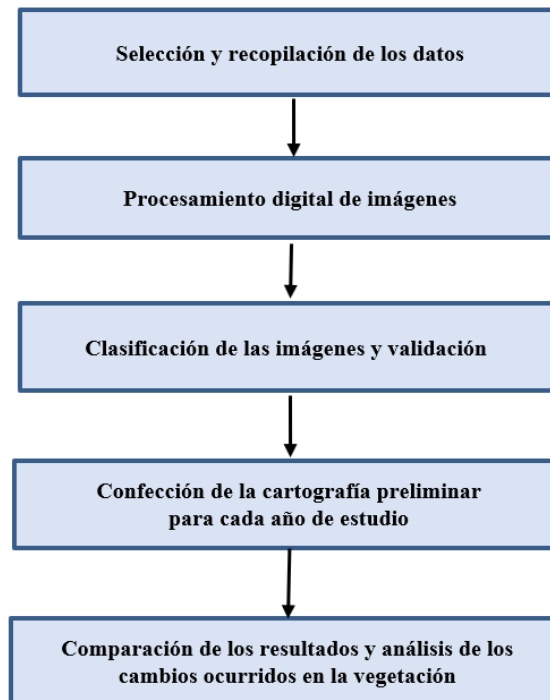 Selección y recopilación de los datos
Procesamiento digital de imágenes
Clasificación de las imágenes y validación
Confección de la cartografía preliminar
para cada año de estudio
Comparación de los resultados y análisis de los
cambios ocurridos en la vegetación